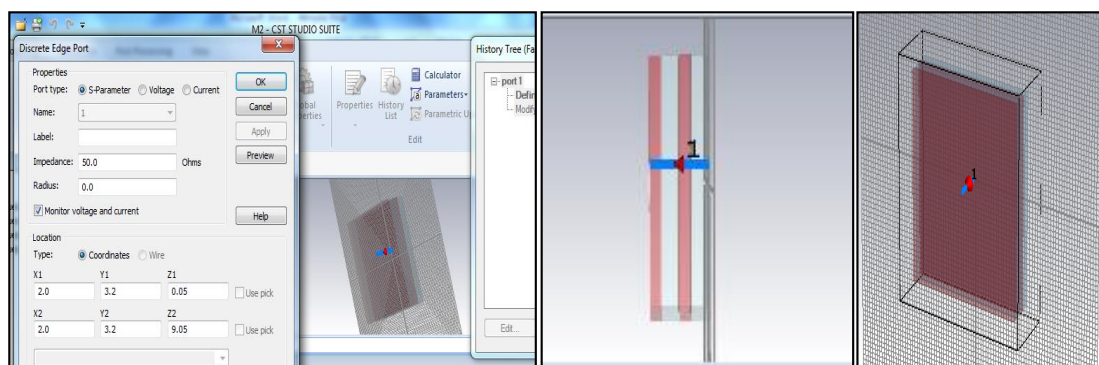 M2 - CST STUDIO SUITE
Discrete Edge Port
Properties
Port type: S-Parameter Voltage Current
Name: 1
Label:
Impedance: 50.0 Ohms
Radius: 0.0
Monitor voltage and current
OK
Cancel
Apply
Preview
Help
Location
Type: Coordinates Wire
X1 Y1 Z1
2.0 3.2 0.05 Use pick
X2 Y2 Z2
2.0 3.2 9.05 Use pick
Properties
History
List
Calculator
Parameters
Parametric
Edit
History Tree
port1
Edit...
1
1